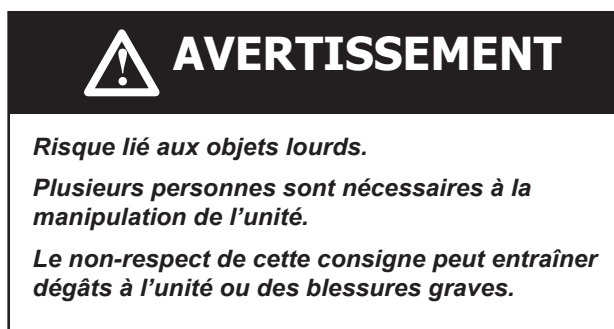 AVERTISSEMENT
Risque lié aux objets lourds.
Plusieurs personnes sont nécessaires à la
manipulation de l’unité.
Le non-respect de cette consigne peut entraîner
dégâts à l’unité ou des blessures graves.